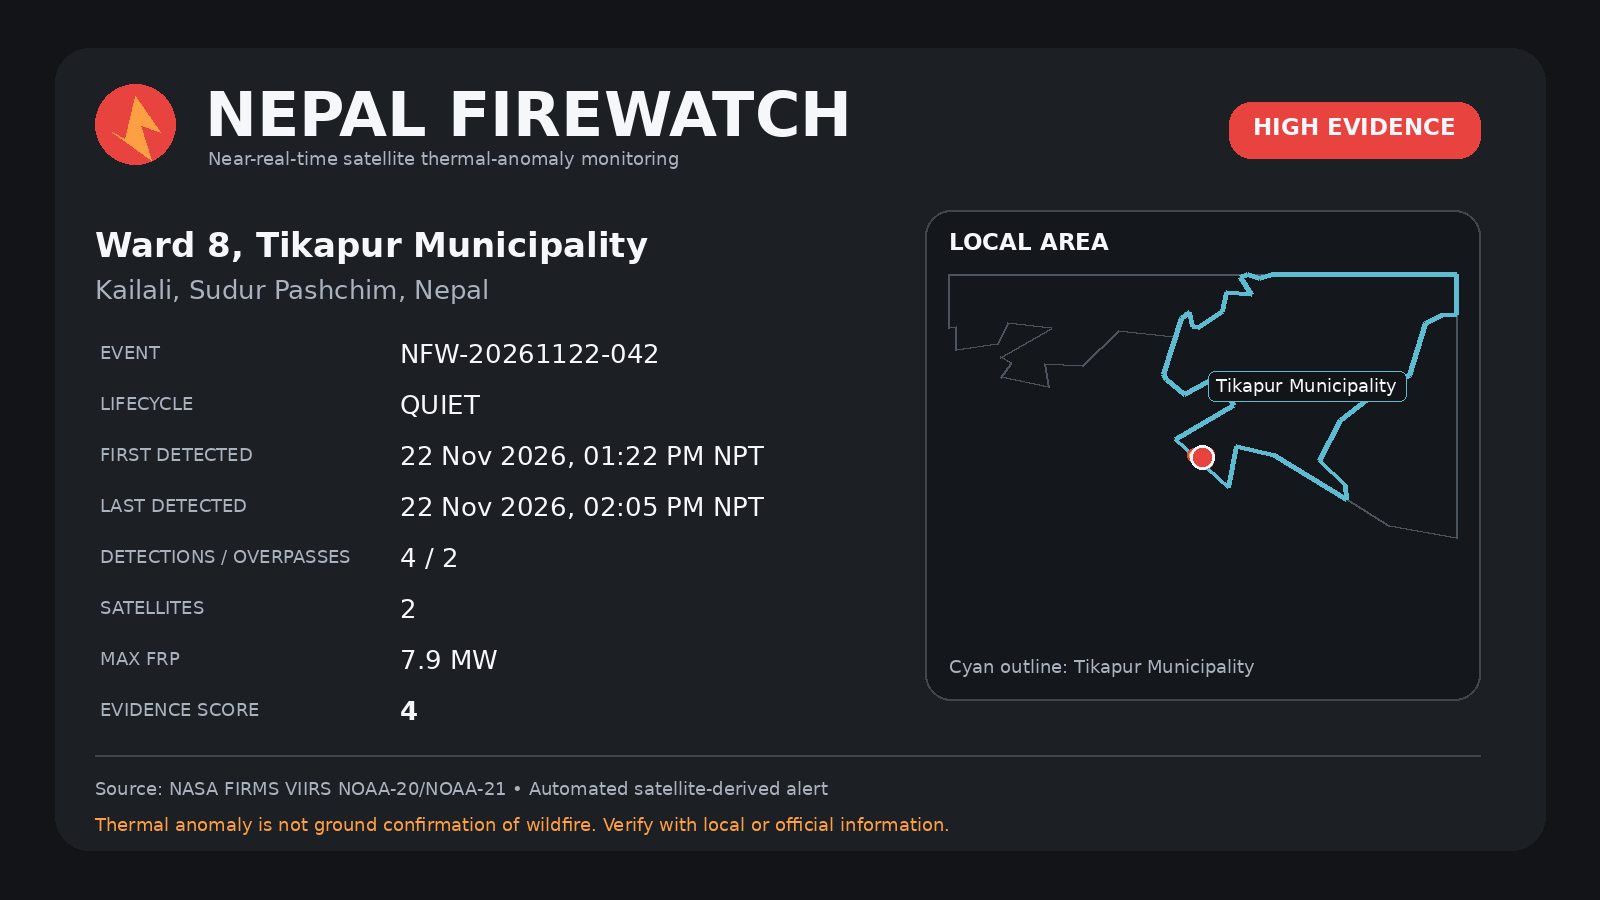 NEPAL FIREWATCH
Near-real-time satellite thermal-anomaly monitoring
HIGH EVIDENCE
Ward 8, Tikapur Municipality
Kailali, Sudur Pashchim, Nepal
EVENT NFW-20261122-042
LIFECYCLE QUIET
FIRST DETECTED 22 Nov 2026, 01:22 PM NPT
LAST DETECTED 22 Nov 2026, 02:05 PM NPT
DETECTIONS / OVERPASSES 4 / 2
SATELLITES 2
MAX FRP 7.9 MW
EVIDENCE SCORE 4
LOCAL AREA
Tikapur Municipality
Cyan outline: Tikapur Municipality
Source: NASA FIRMS VIIRS NOAA-20/NOAA-21 • Automated satellite-derived alert
Thermal anomaly is not ground confirmation of wildfire. Verify with local or official information.